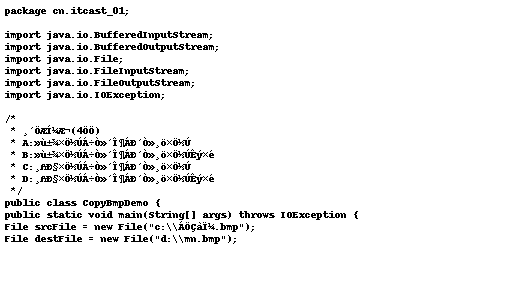 package cn.itcast_01;
import java.io.BufferedInputStream;
import java.io.BufferedOutputStream;
import java.io.File;
import java.io.FileInputStream;
import java.io.FileOutputStream;
import java.io.IOException;
/*
* ¸´ÖÆÍ¼Æ¬(4ÖÖ)
* A:»ù±¾×Ö½ÚÁ÷Ò»´Î¶ÁÐ´Ò»¸ö×Ö½Ú
* B:»ù±¾×Ö½ÚÁ÷Ò»´Î¶ÁÐ´Ò»¸ö×Ö½ÚÊý×é
* C:¸ßÐ§×Ö½ÚÁ÷Ò»´Î¶ÁÐ´Ò»¸ö×Ö½Ú
* D:¸ßÐ§×Ö½ÚÁ÷Ò»´Î¶ÁÐ´Ò»¸ö×Ö½ÚÊý×é
*/
public class CopyBmpDemo {
public static void main(String[] args) throws IOException {
File srcFile = new File("c:\\ÁÖÇàÏ¼.bmp");
File destFile = new File("d:\\mn.bmp");